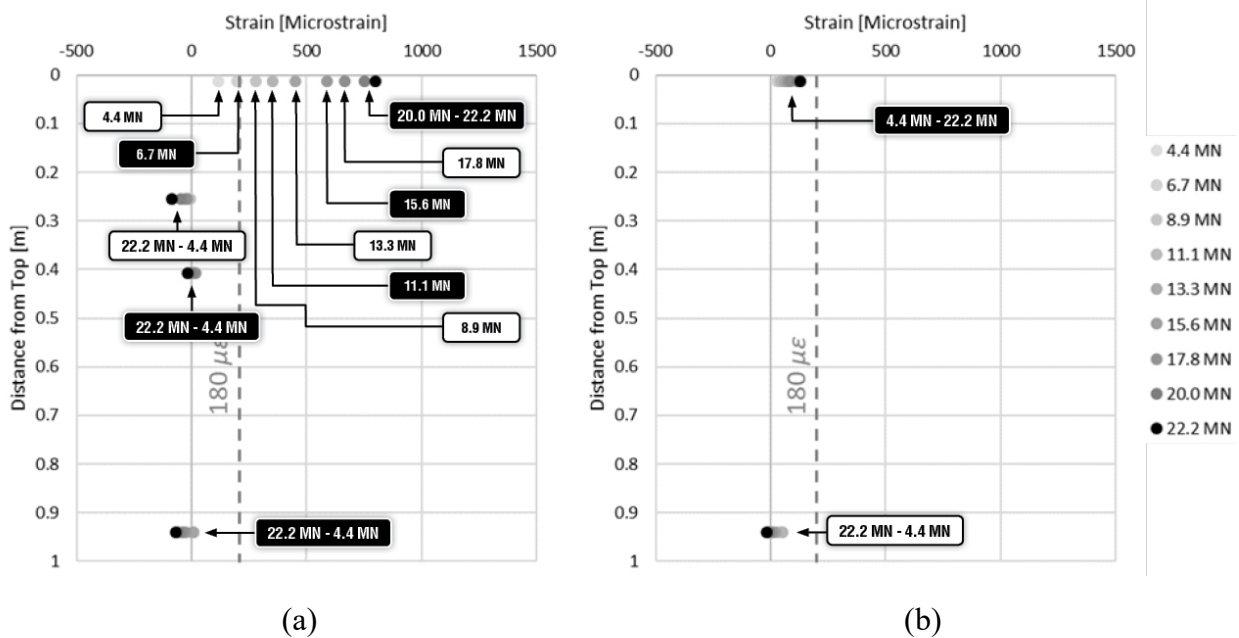 Strain [Microstrain]
-500 0 500 1000 1500
Distance from Top [m]
0
0.1
0.2
0.3
0.4
0.5
0.6
0.7
0.8
0.9
1
4.4 MN
20.0 MN - 22.2 MN
6.7 MN
17.8 MN
15.6 MN
22.2 MN - 4.4 MN
13.3 MN
11.1 MN
22.2 MN - 4.4 MN
8.9 MN
180 με
22.2 MN - 4.4 MN
(a)
Strain [Microstrain]
-500 0 500 1000 1500
Distance from Top [m]
0
0.1
0.2
0.3
0.4
0.5
0.6
0.7
0.8
0.9
1
4.4 MN - 22.2 MN
180 με
22.2 MN - 4.4 MN
(b)
4.4 MN
6.7 MN
8.9 MN
11.1 MN
13.3 MN
15.6 MN
17.8 MN
20.0 MN
22.2 MN